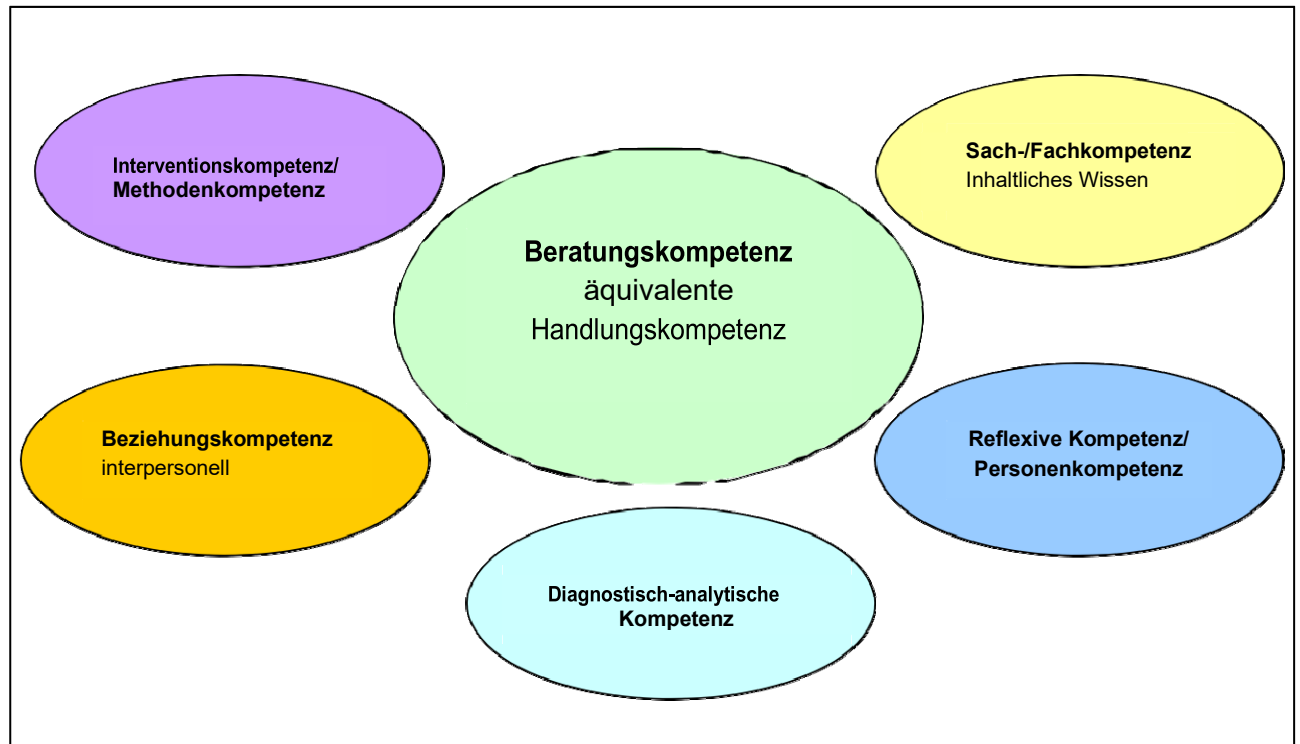 Interventionskompetenz/
Methodenkompetenz
Sach-/Fachkompetenz
Inhaltliches Wissen
Beratungskompetenz
äquivalente
Handlungskompetenz
Beziehungskompetenz
interpersonell
Reflexive Kompetenz/
Personenkompetenz
Diagnostisch-analytische
Kompetenz